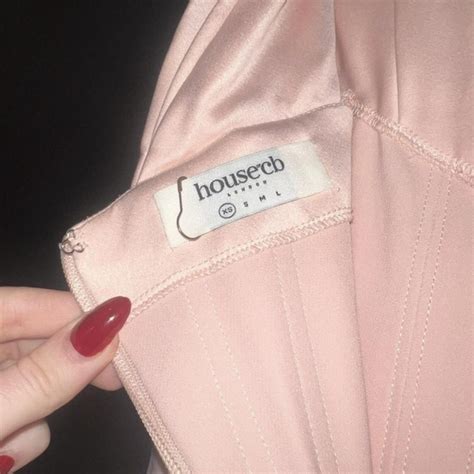 house of cb
LONDON
XS S M L